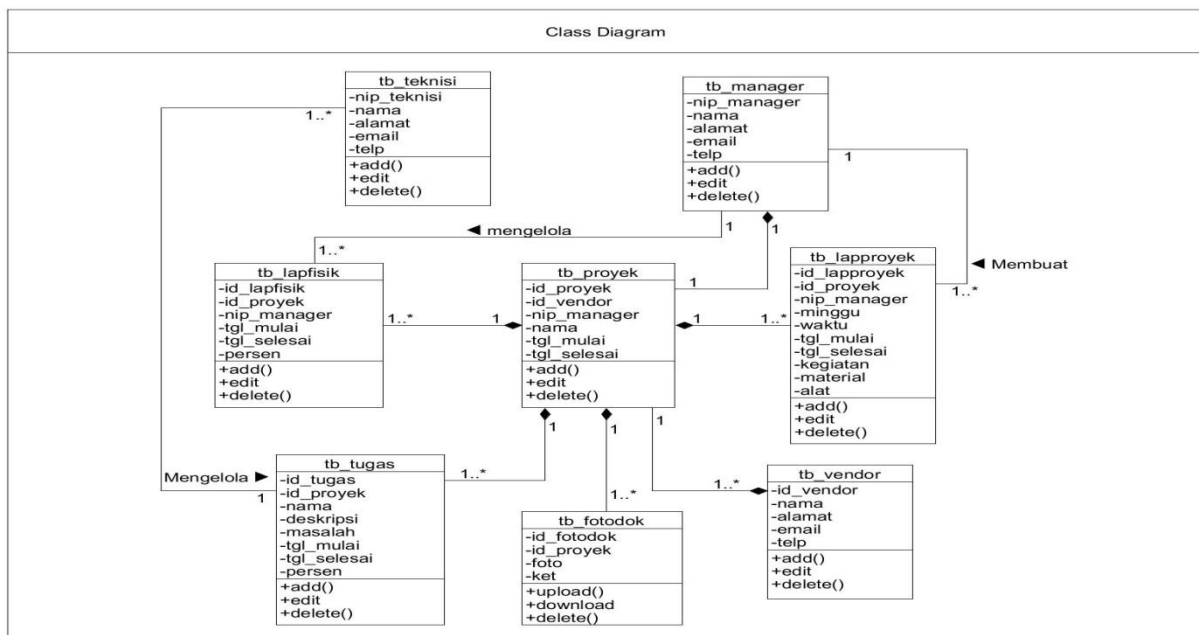 Class Diagram
tb_teknisi
-nip_teknisi
-nama
-alamat
-email
-telp
+add()
+edit
+delete()
1..*
tb_manager
-nip_manager
-nama
-alamat
-email
-telp
+add()
+edit
+delete()
1
1
1
◄ mengelola
1..*
◄ Membuat
1..*
tb_lapfisik
-id_lapfisik
-id_proyek
-nip_manager
-tgl_mulai
-tgl_selesai
-persen
+add()
+edit
+delete()
1..*
1
tb_proyek
-id_proyek
-id_vendor
-nip_manager
-nama
-tgl_mulai
-tgl_selesai
+add()
+edit
+delete()
1
1
1..*
1
1
1
tb_lapproyek
-id_lapproyek
-id_proyek
-nip_manager
-minggu
-waktu
-tgl_mulai
-tgl_selesai
-kegiatan
-material
-alat
+add()
+edit
+delete()
Mengelola ►
1
tb_tugas
-id_tugas
-id_proyek
-nama
-deskripsi
-masalah
-tgl_mulai
-tgl_selesai
-persen
+add()
+edit
+delete()
1..*
1..*
tb_fotodok
-id_fotodok
-id_proyek
-foto
-ket
+upload()
+download
+delete()
1..*
tb_vendor
-id_vendor
-nama
-alamat
-email
-telp
+add()
+edit
+delete()